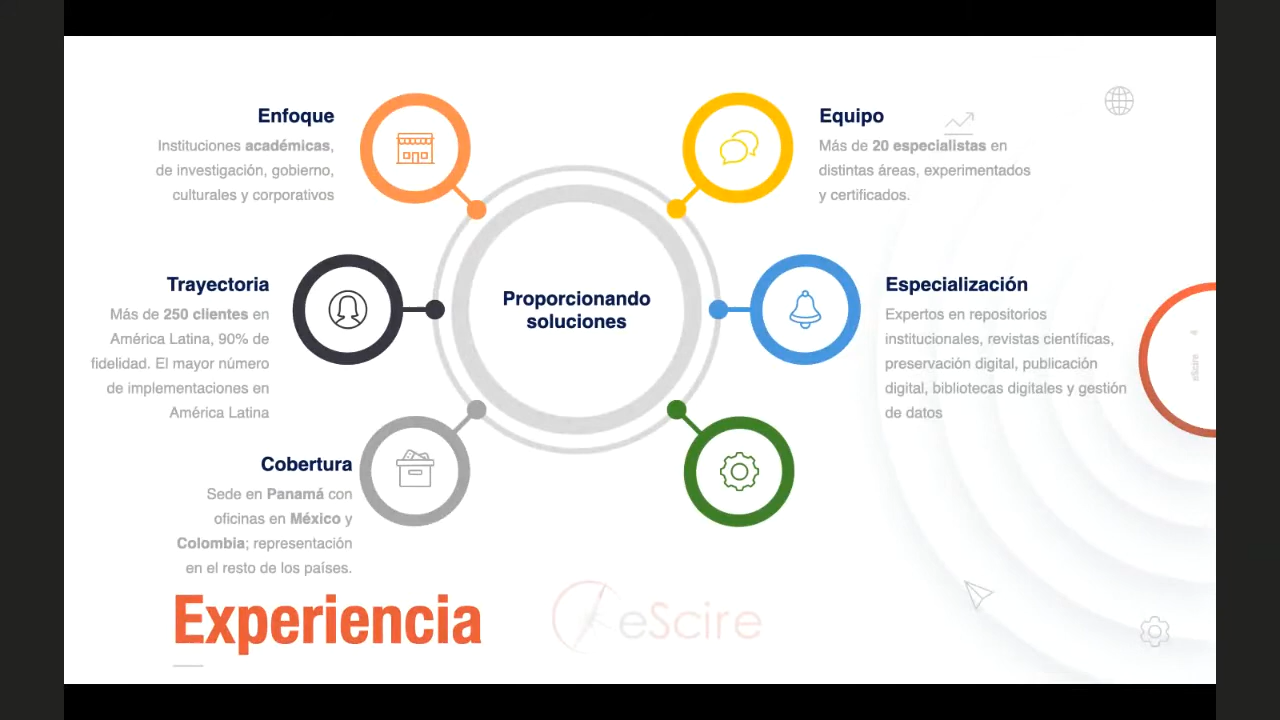 Enfoque
Instituciones académicas,
de investigación, gobierno,
culturales y corporativos
Equipo
Más de 20 especialistas en
distintas áreas, experimentados
y certificados.
Trayectoria
Más de 250 clientes en
América Latina, 90% de
fidelidad. El mayor número
de implementaciones en
América Latina
Proporcionando
soluciones
Especialización
Expertos en repositorios
institucionales, revistas científicas,
preservación digital, publicación
digital, bibliotecas digitales y gestión
de datos
Cobertura
Sede en Panamá con
oficinas en México y
Colombia; representación
en el resto de los países.
Experiencia
eScire
eScire 4